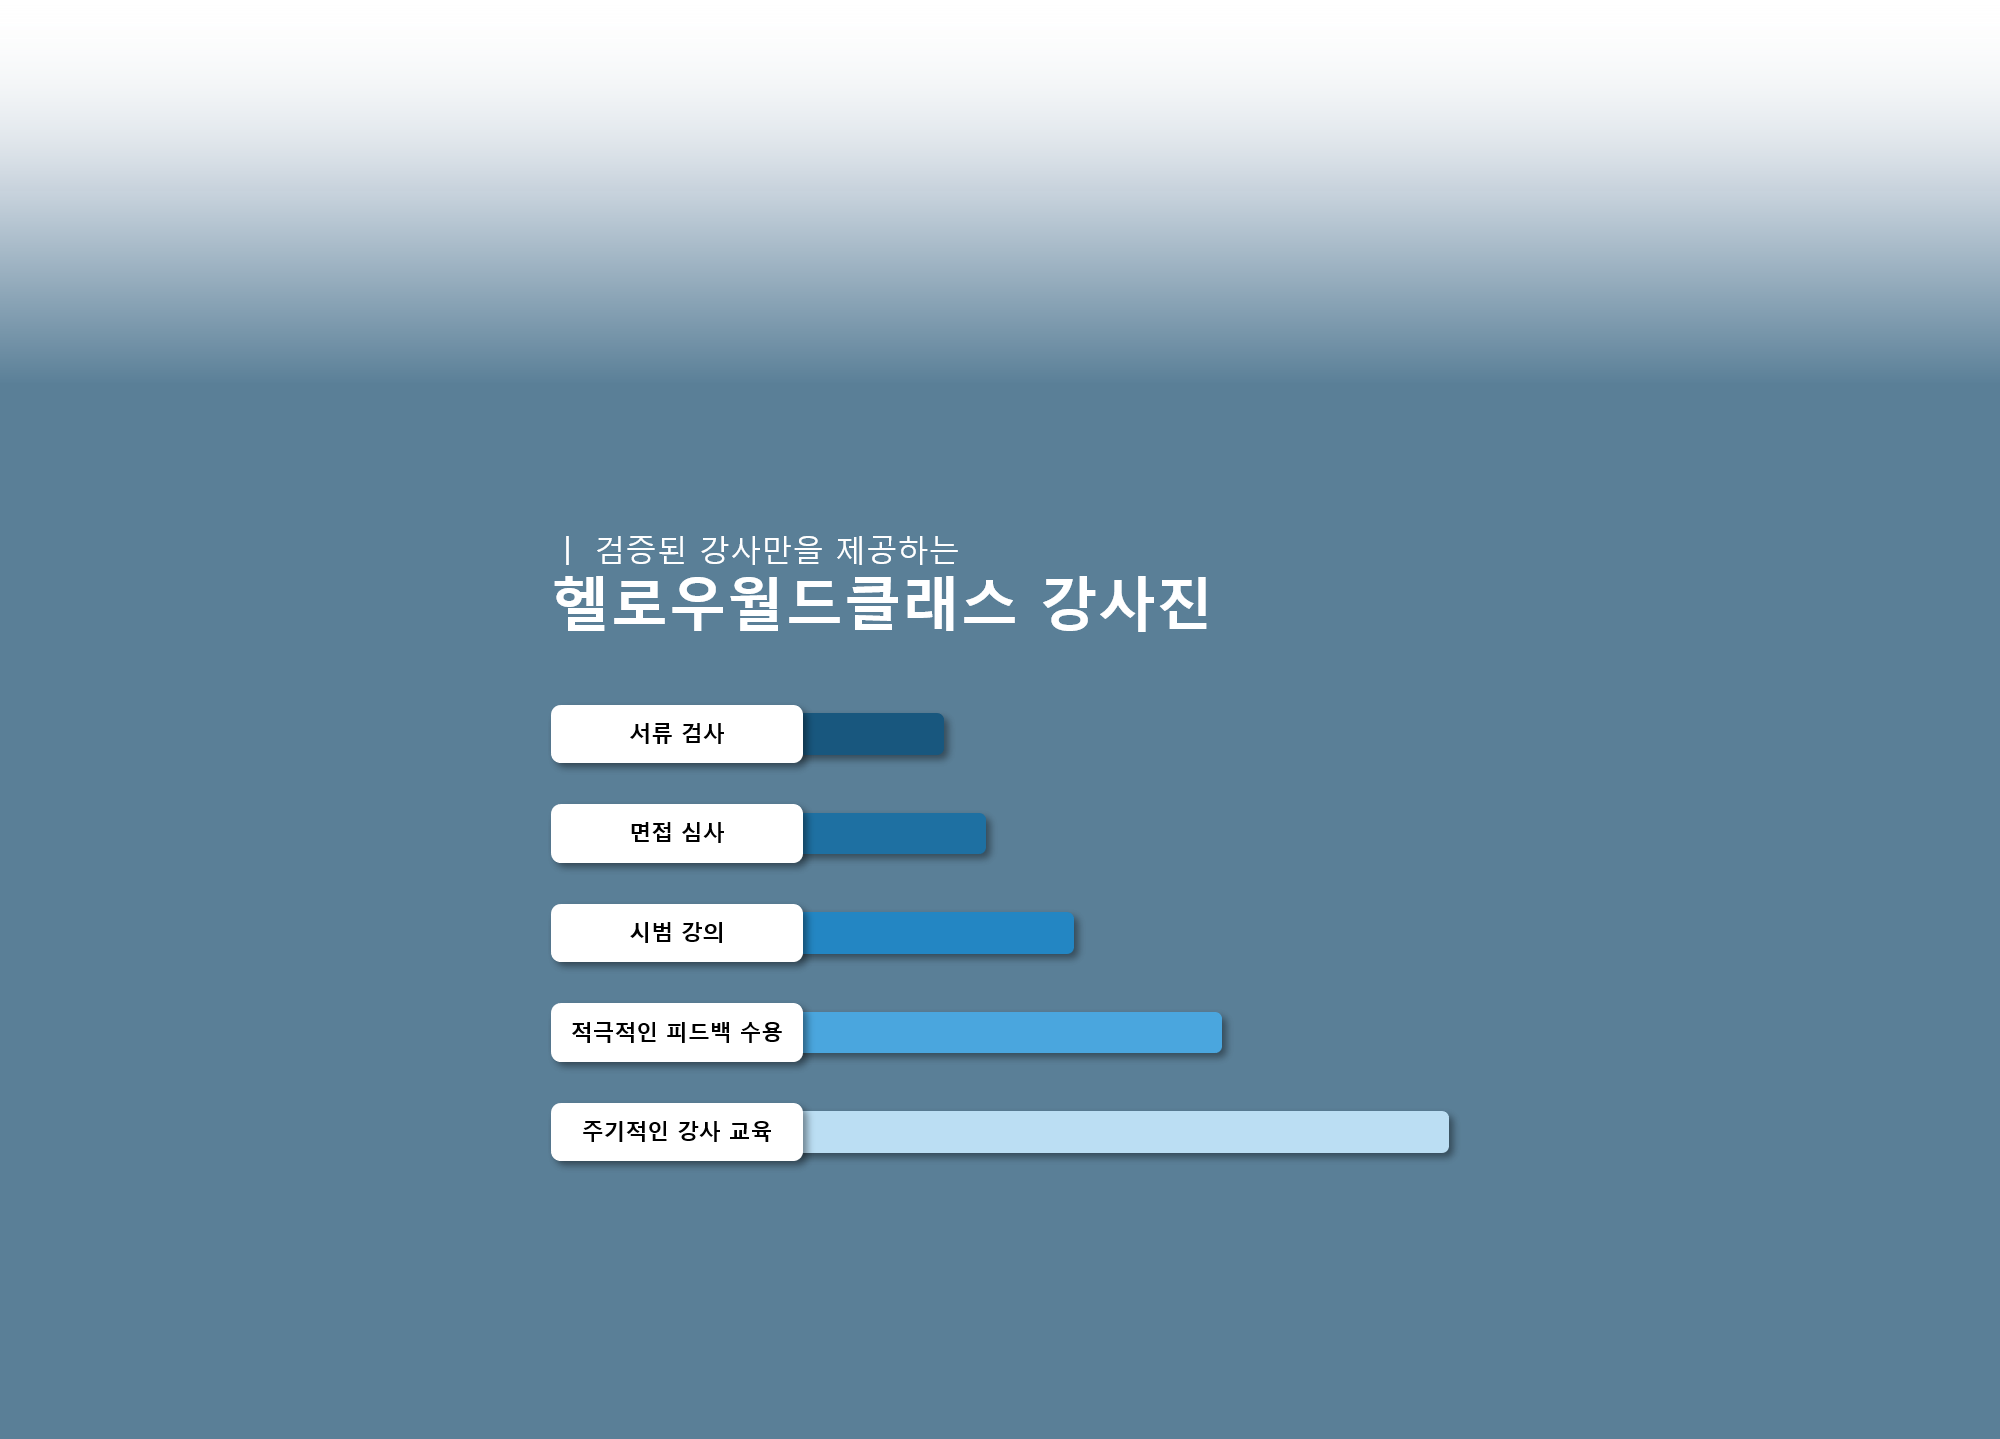 | 검증된 강사만을 제공하는
헬로우월드클래스 강사진
서류 검사
면접 심사
시범 강의
적극적인 피드백 수용
주기적인 강사 교육